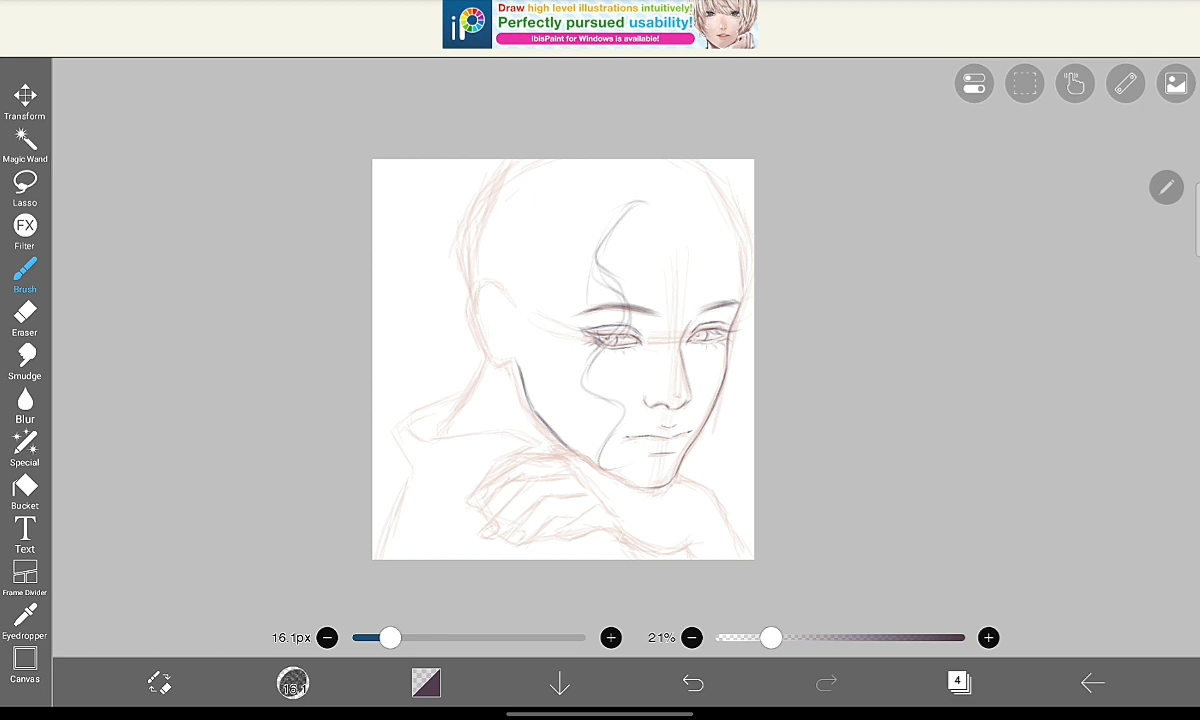 iP
Draw high level illustrations intuitively!
Perfectly pursued usability!
ibisPaint for Windows is available!
Transform
Magic Wand
Lasso
FX
Filter
Brush
Eraser
Smudge
Blur
Special
Bucket
T
Text
Frame Divider
Eyedropper
Canvas
16.1px
21%
16.1
4